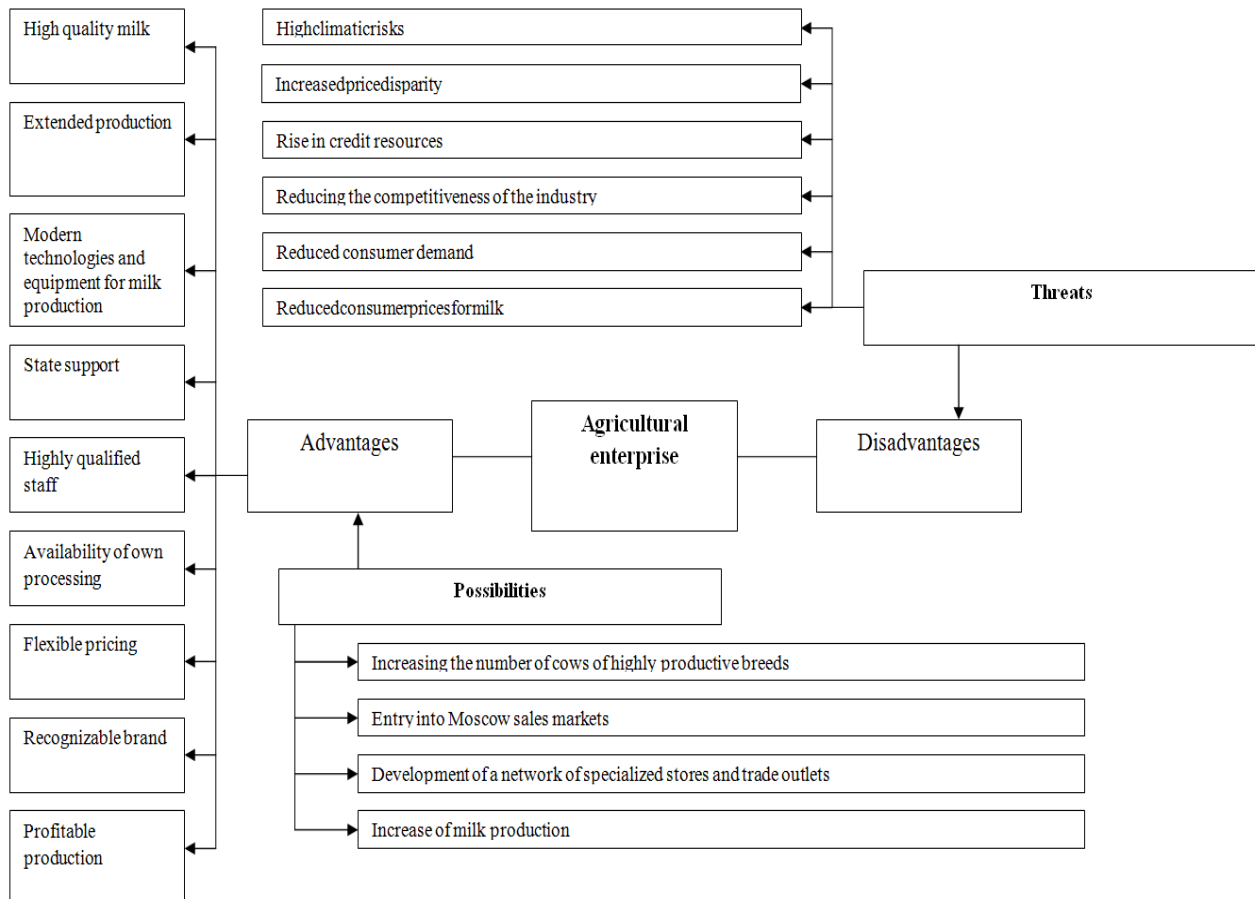 High quality milk
Extended production
Modern
technologies and
equipment for milk
production
State support
Highly qualified
staff
Availability of own
processing
Flexible pricing
Recognizable brand
Profitable
production
Highclimaticrisks
Increasedpricedisparity
Rise in credit resources
Reducing the competitiveness of the industry
Reduced consumer demand
Reducedconsumerpricesformilk
Threats
Advantages
Agricultural
enterprise
Disadvantages
Possibilities
Increasing the number of cows of highly productive breeds
Entry into Moscow sales markets
Development of a network of specialized stores and trade outlets
Increase of milk production